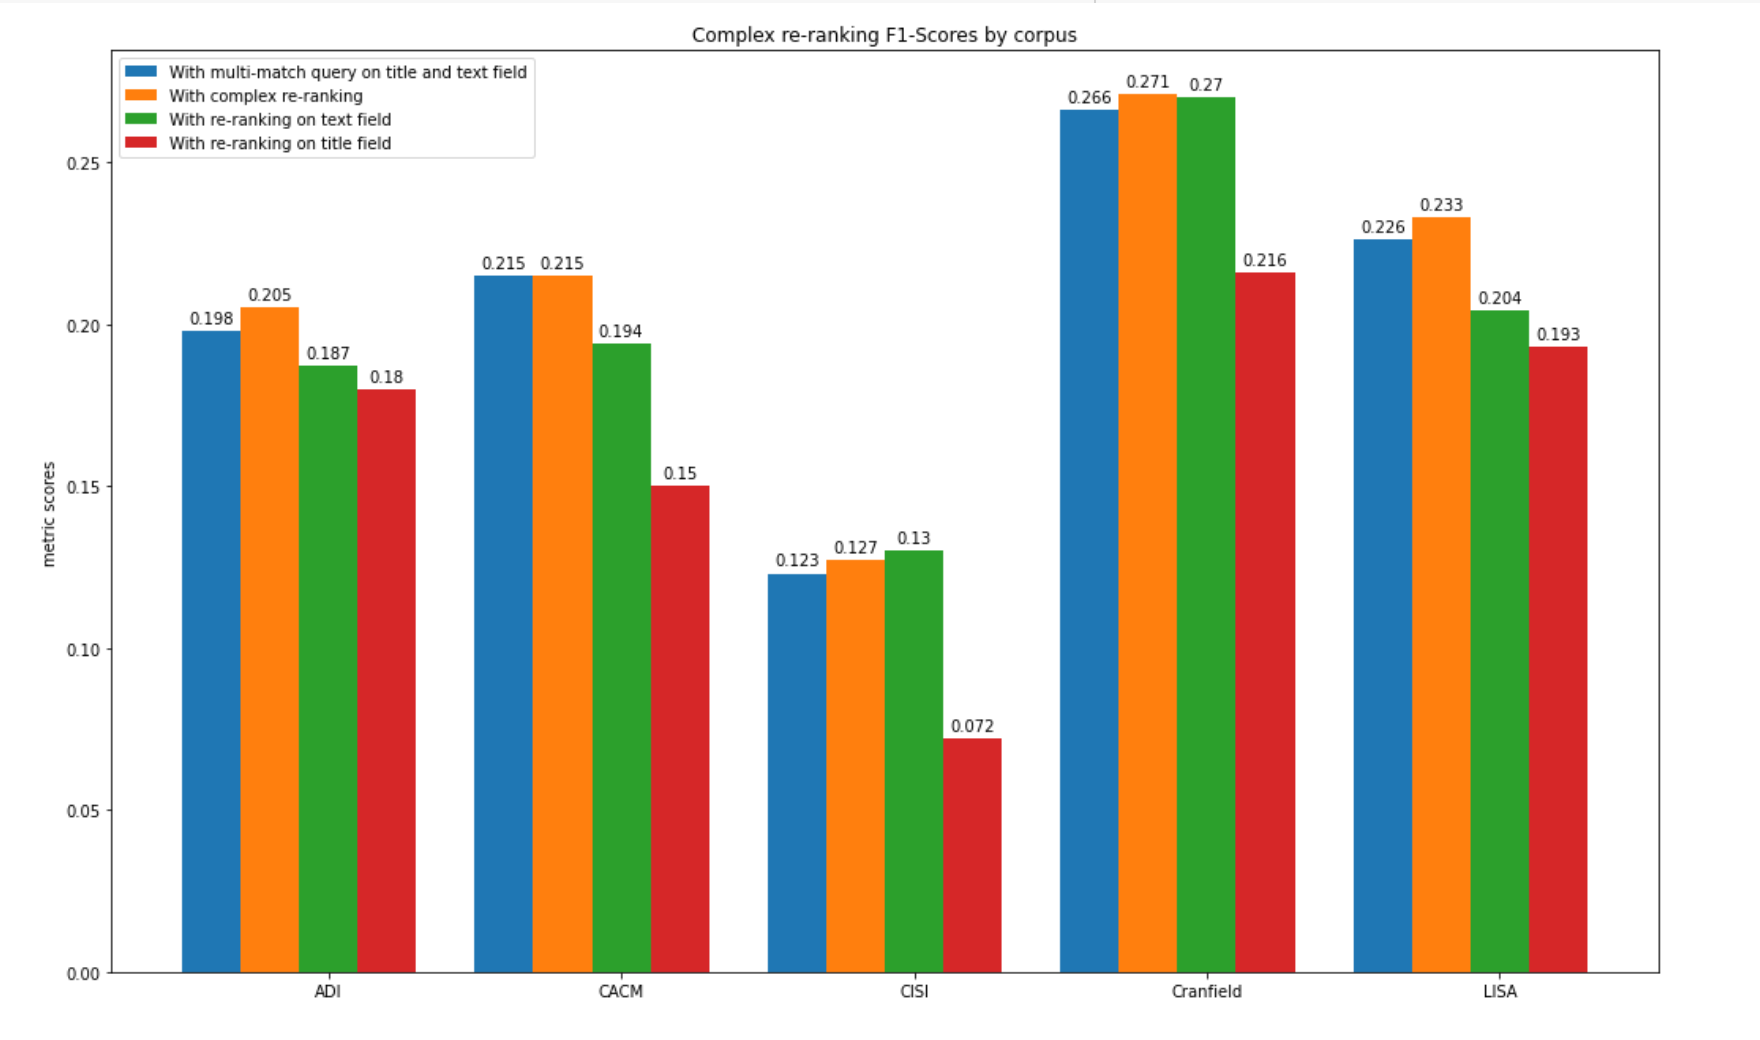 Complex re-ranking F1-Scores by corpus
With multi-match query on title and text field
With complex re-ranking
With re-ranking on text field
With re-ranking on title field
metric scores
0.25
0.20
0.15
0.10
0.05
0.00
0.198
0.205
0.187
0.18
0.215
0.215
0.194
0.15
0.123
0.127
0.13
0.072
0.266
0.271
0.27
0.216
0.226
0.233
0.204
0.193
ADI
CACM
CISI
Cranfield
LISA